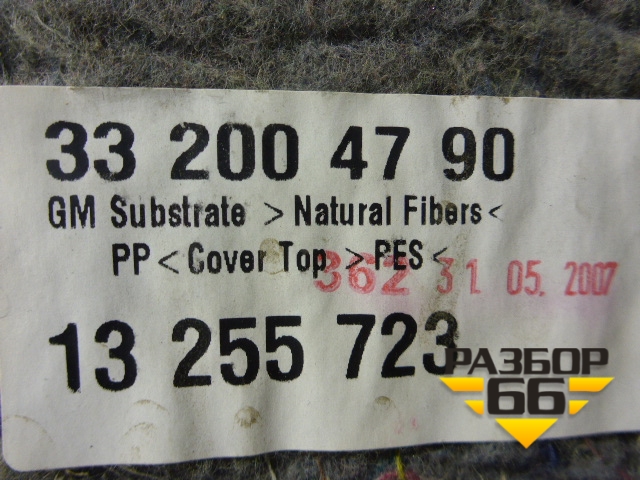 33 200 47 90
GM Substrate > Natural Fibers <
PP < Cover Top > PES <
362 31 05. 2007
13 255 723
РАЗБОР
66